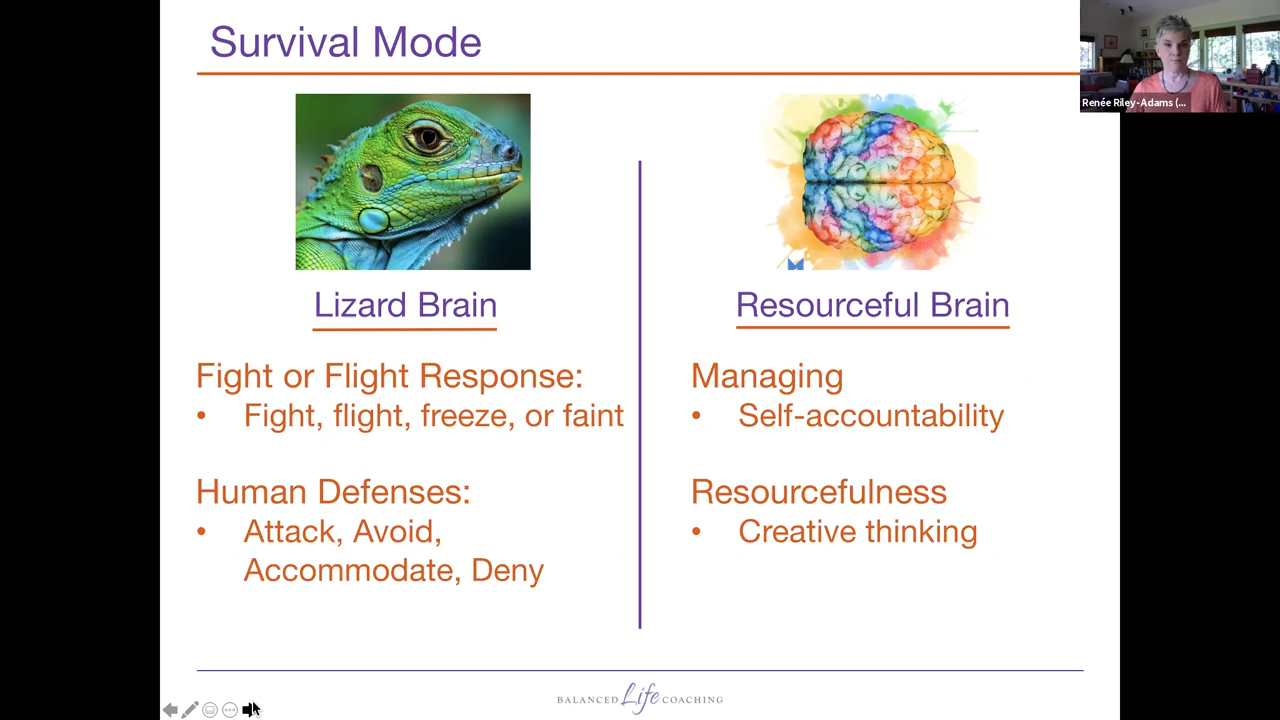 Survival Mode
Renée Riley-Adams (...
Lizard Brain
Fight or Flight Response:
• Fight, flight, freeze, or faint
Human Defenses:
• Attack, Avoid,
Accommodate, Deny
Resourceful Brain
Managing
• Self-accountability
Resourcefulness
• Creative thinking
BALANCED Life COACHING